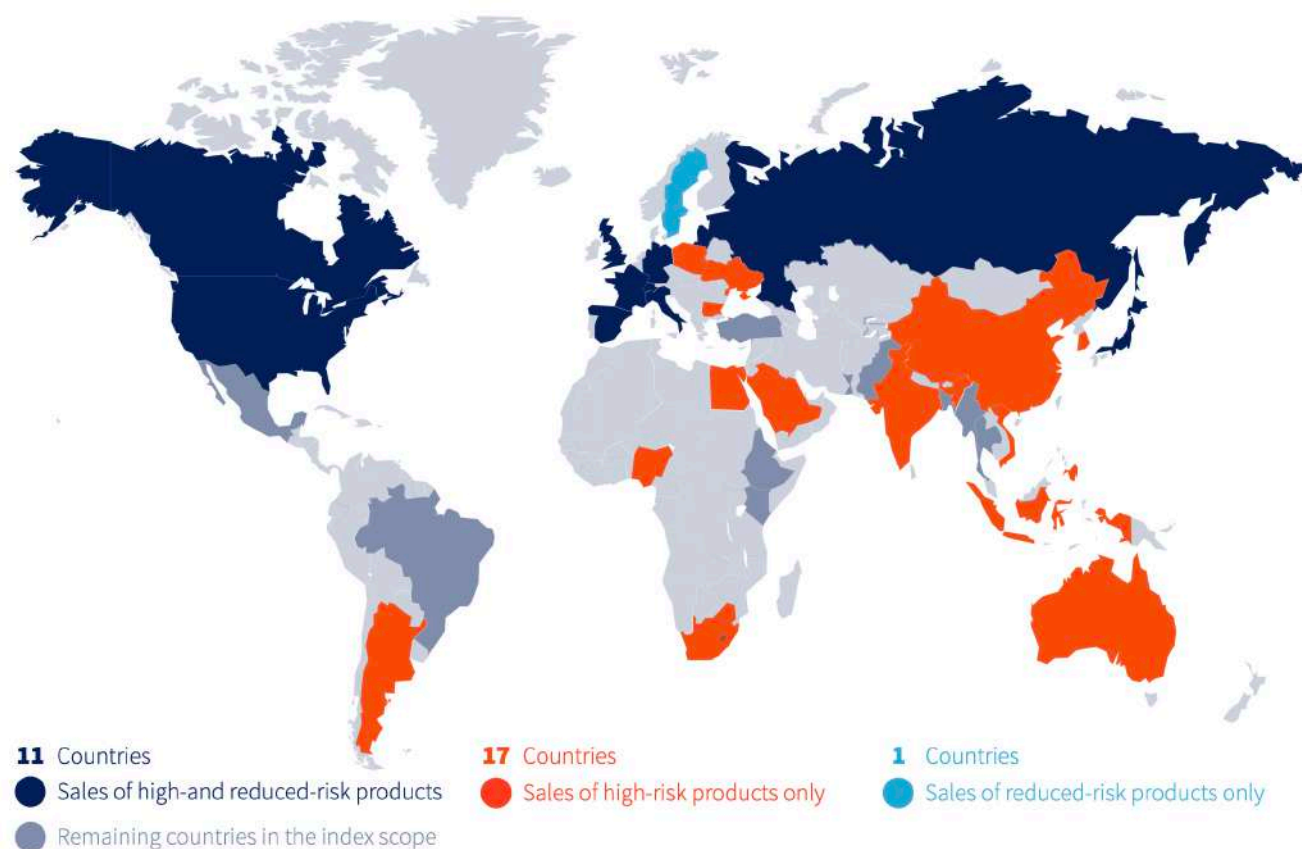 11 Countries
Sales of high-and reduced-risk products
Remaining countries in the index scope
17 Countries
Sales of high-risk products only
1 Countries
Sales of reduced-risk products only